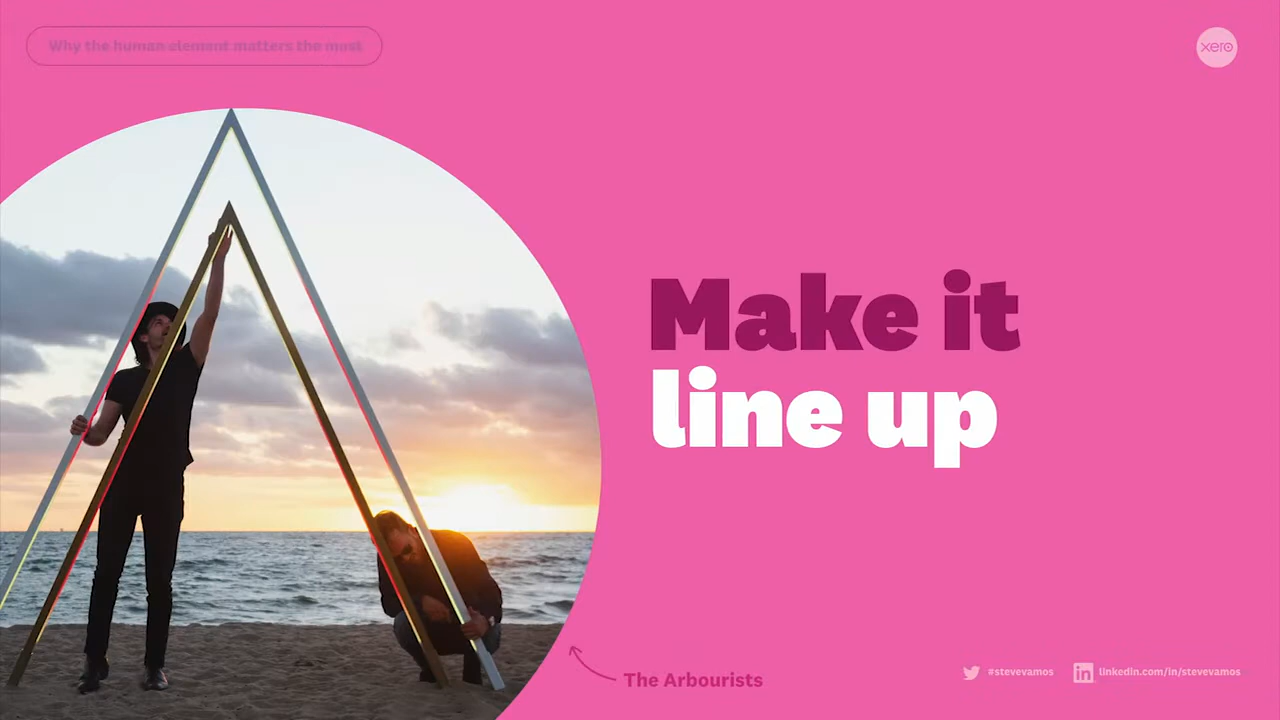 Why the human element matters the most
xero
Make it
line up
The Arbourists
#stevevamos
in
linkedin.com/in/stevevamos